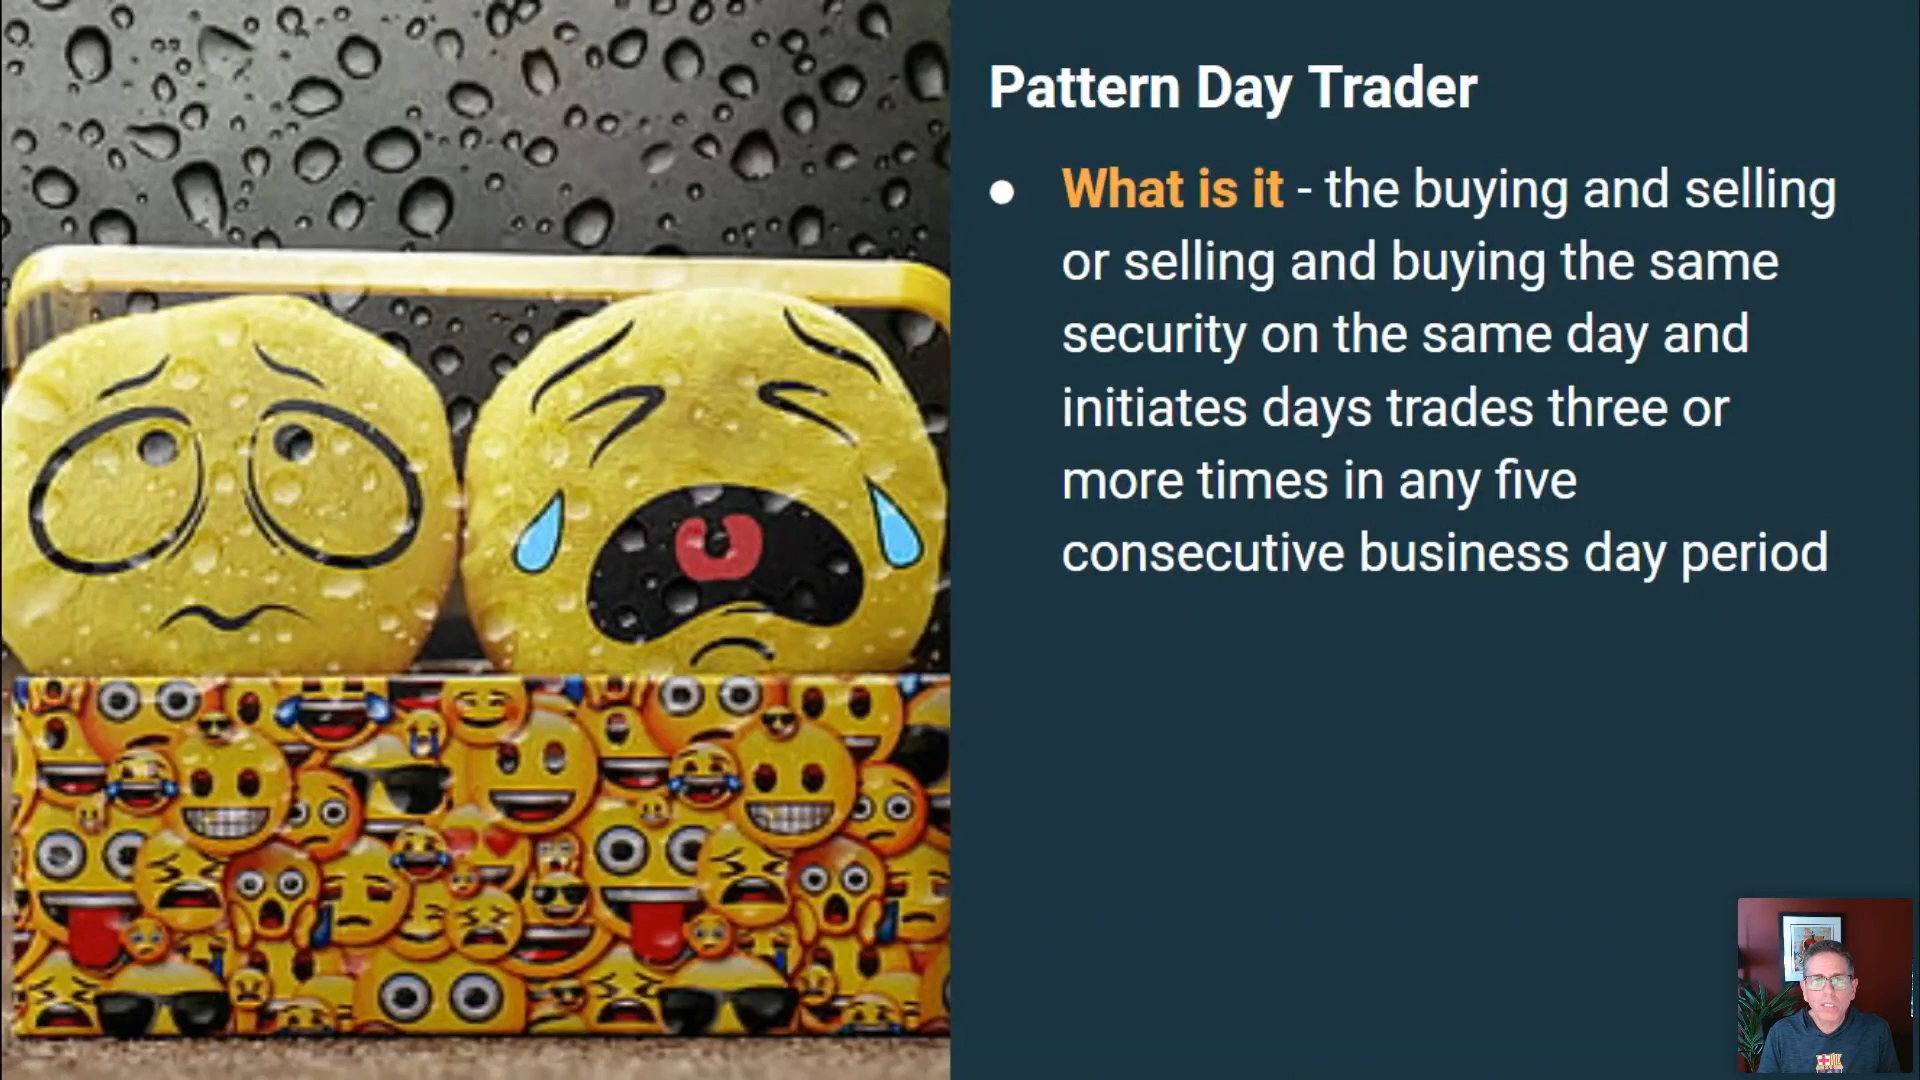 Pattern Day Trader
● What is it - the buying and selling
or selling and buying the same
security on the same day and
initiates days trades three or
more times in any five
consecutive business day period